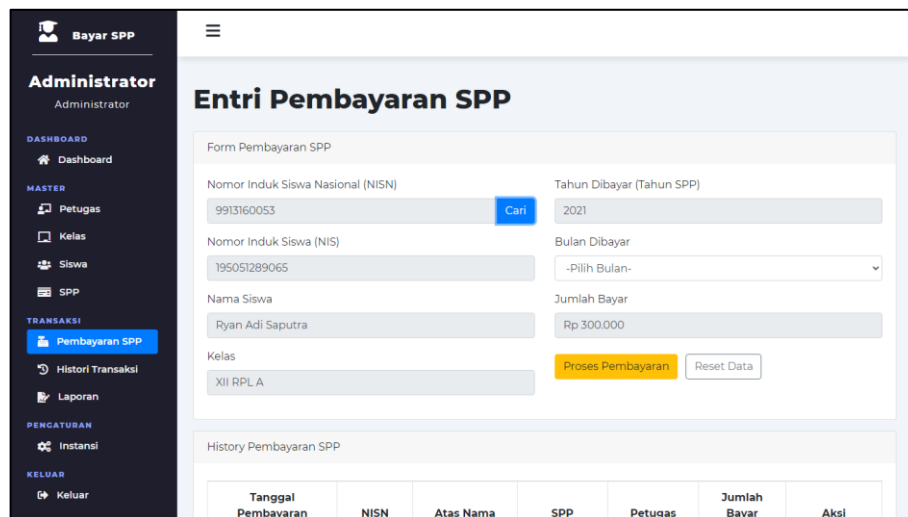 Bayar SPP
Administrator
Administrator
DASHBOARD
Dashboard
MASTER
Petugas
Kelas
Siswa
SPP
TRANSAKSI
Pembayaran SPP
Histori Transaksi
Laporan
PENGATURAN
Instansi
KELUAR
Keluar
Entri Pembayaran SPP
Form Pembayaran SPP
Nomor Induk Siswa Nasional (NISN)
9913160053 Cari
Nomor Induk Siswa (NIS)
195051289065
Nama Siswa
Ryan Adi Saputra
Kelas
XII RPL A
Tahun Dibayar (Tahun SPP)
2021
Bulan Dibayar
-Pilih Bulan-
Jumlah Bayar
Rp 300.000
Proses Pembayaran Reset Data
History Pembayaran SPP
Tanggal Pembayaran NISN Atas Nama SPP Petugas Jumlah Bayar Aksi